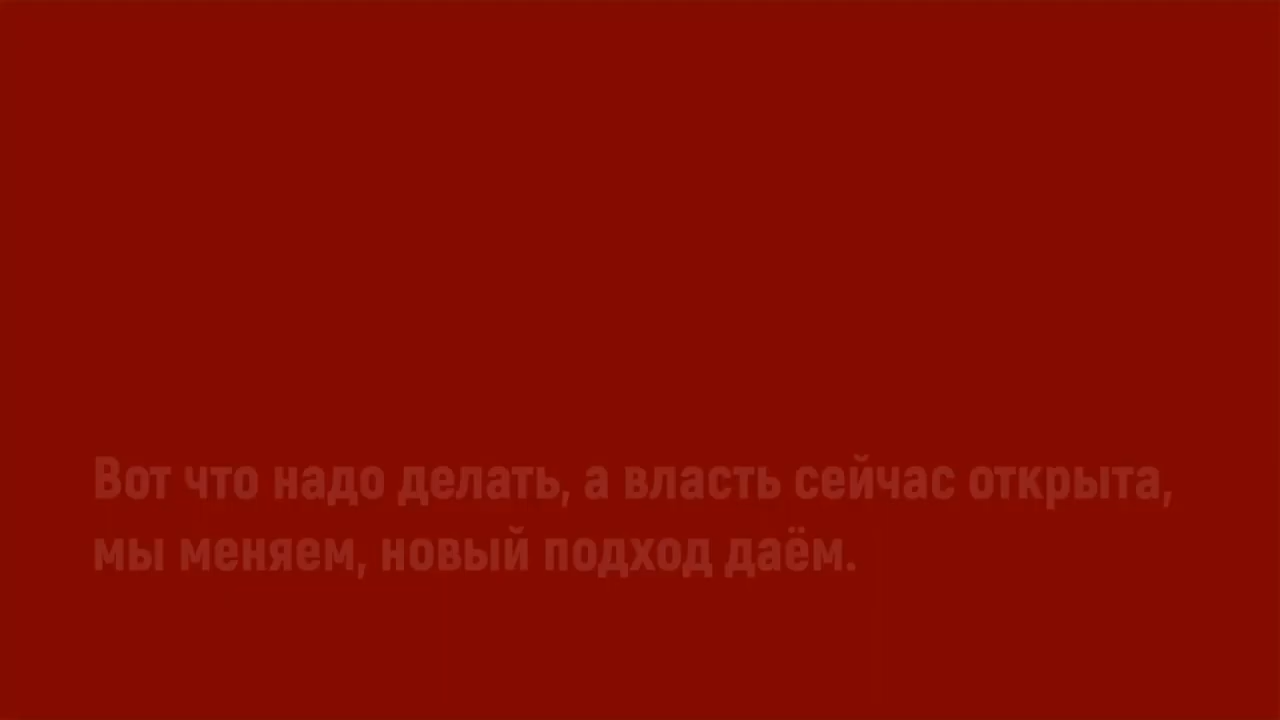 Вот что надо делать, а власть сейчас открыта,
мы меняем, новый подход даём.